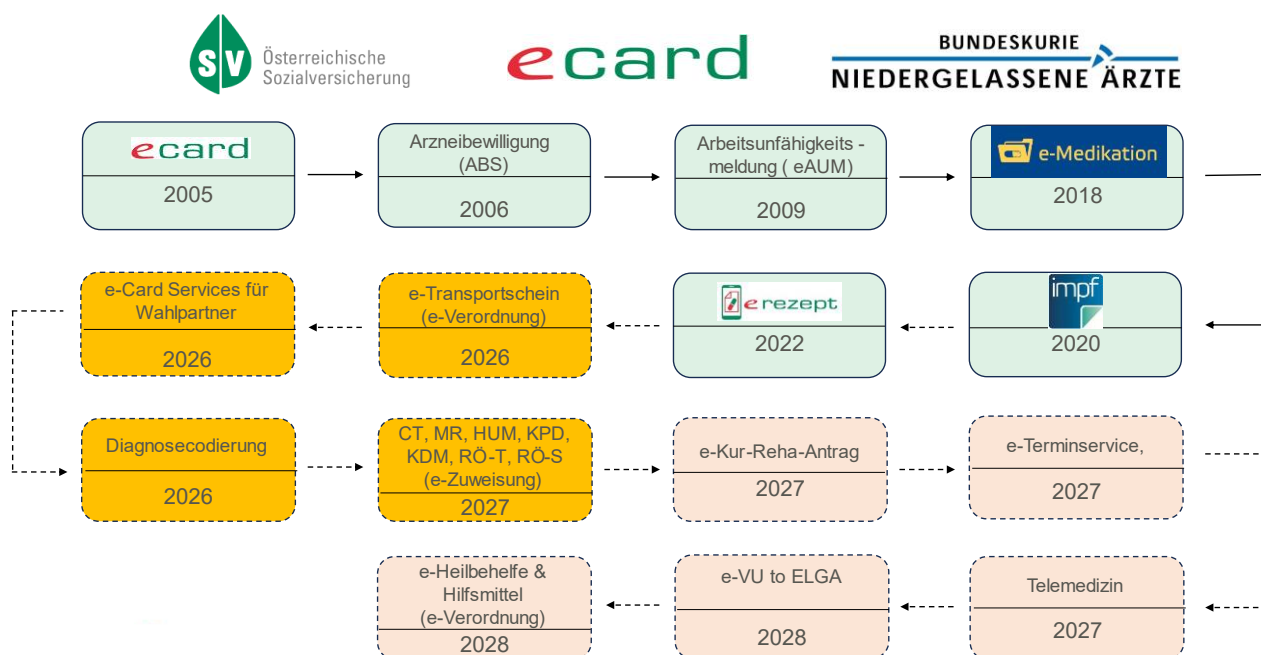 SV Österreichische
Sozialversicherung
ecard
BUNDESKURIE
NIEDERGELASSENE ÄRZTE
ecard
2005
Arzneibewilligung
(ABS)
2006
Arbeitsunfähigkeits -
meldung ( eAUM)
2009
e-Medikation
2018
e-Card Services für
Wahlpartner
2026
e-Transportschein
(e-Verordnung)
2026
e rezept
2022
impf
2020
Diagnosecodierung
2026
CT, MR, HUM, KPD,
KDM, RÖ-T, RÖ-S
(e-Zuweisung)
2027
e-Kur-Reha-Antrag
2027
e-Terminservice,
2027
e-Heilbehelfe &
Hilfsmittel
(e-Verordnung)
2028
e-VU to ELGA
2028
Telemedizin
2027